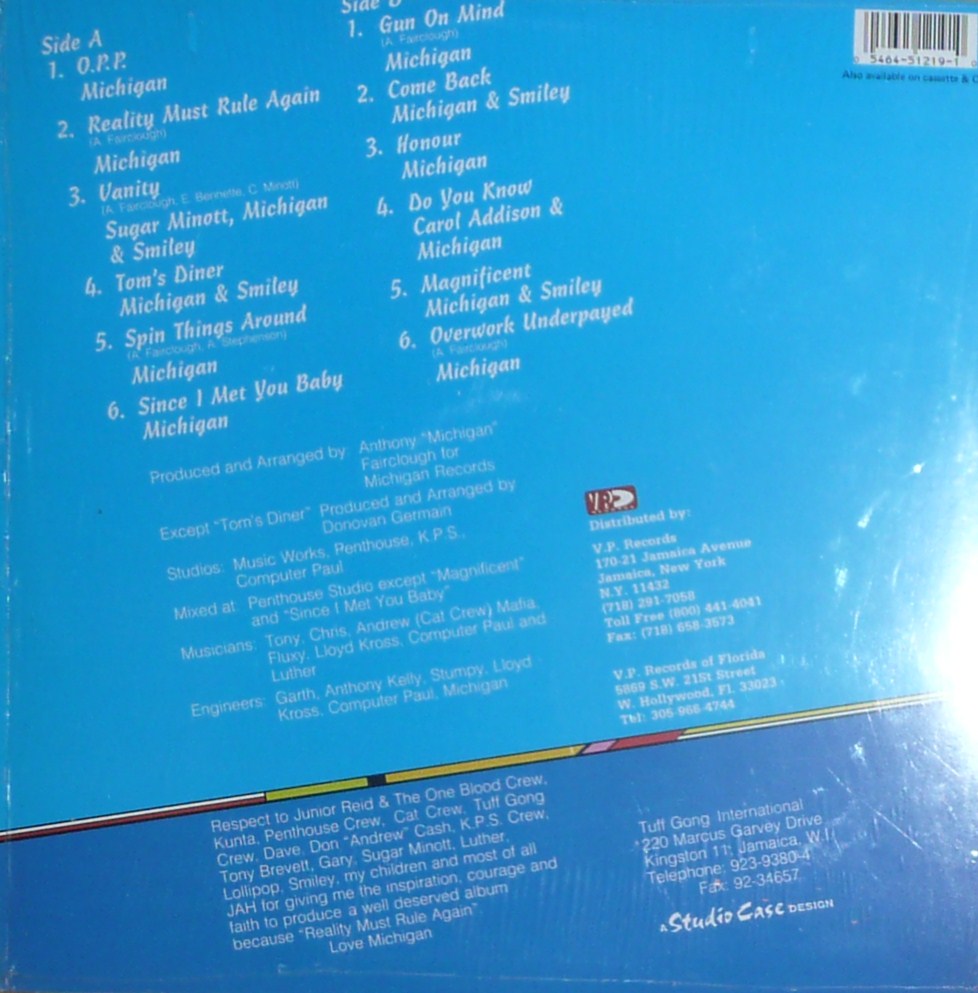 Side A
1. O.P.P.
Michigan
2. Reality Must Rule Again
(A. Fairclough)
Michigan
3. Vanity
(A. Fairclough, E. Bennette, C. Minott)
Sugar Minott, Michigan
& Smiley
4. Tom's Diner
Michigan & Smiley
5. Spin Things Around
(A. Fairclough, A. Stephenson)
Michigan
6. Since I Met You Baby
Michigan
Side B
1. Gun On Mind
(A. Fairclough)
Michigan
2. Come Back
Michigan & Smiley
3. Honour
Michigan
4. Do You Know
Carol Addison &
Michigan
5. Magnificent
Michigan & Smiley
6. Overwork Underpayed
(A. Fairclough)
Michigan
0 5464-51219-1 0
Also available on cassette &
Produced and Arranged by Anthony "Michigan"
Fairclough for
Michigan Records
Except "Tom's Diner" Produced and Arranged by
Donovan Germain
Studios: Music Works, Penthouse, K.P.S.,
Computer Paul
Mixed at: Penthouse Studio except "Magnificent"
and "Since I Met You Baby"
Musicians: Tony, Chris, Andrew (Cat Crew) Mafia,
Fluxy, Lloyd Kross, Computer Paul and
Luther
Engineers: Garth, Anthony Kelly, Stumpy, Lloyd
Kross, Computer Paul, Michigan
VP RECORDS
Distributed by:
V.P. Records
170-21 Jamaica Avenue
Jamaica, New York
N.Y. 11432
(718) 291-7058
Toll Free (800) 441-4041
Fax: (718) 658-3573
V.P. Records of Florida
5869 S.W. 21St Street
W. Hollywood, Fl. 33023
Tel: 305-966-4744
Respect to Junior Reid & The One Blood Crew,
Kunta, Penthouse Crew, Cat Crew, Tuff Gong
Crew, Dave, Don "Andrew" Cash, K.P.S. Crew,
Tony Brevett, Gary, Sugar Minott, Luther,
Lollipop, Smiley, my children and most of all
JAH for giving me the inspiration, courage and
faith to produce a well deserved album
because "Reality Must Rule Again"
Love Michigan
Tuff Gong International
220 Marcus Garvey Drive
Kingston 11, Jamaica, W.I.
Telephone: 923-9380-4
Fax: 92-34657
A Studio Case DESIGN